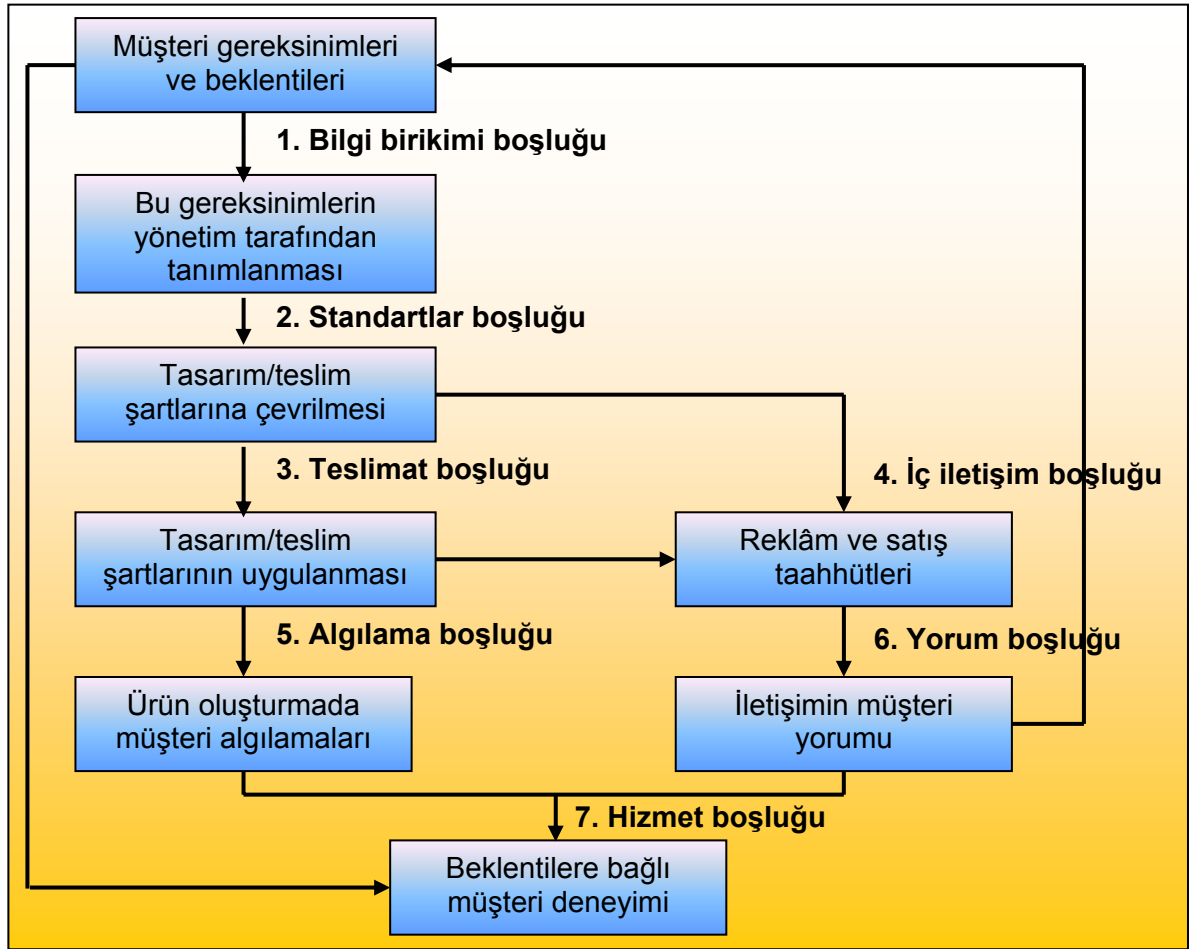 Müşteri gereksinimleri
ve beklentileri
1. Bilgi birikimi boşluğu
Bu gereksinimlerin
yönetim tarafından
tanımlanması
2. Standartlar boşluğu
Tasarım/teslim
şartlarına çevrilmesi
3. Teslimat boşluğu
4. İç iletişim boşluğu
Tasarım/teslim
şartlarının uygulanması
Reklâm ve satış
taahhütleri
5. Algılama boşluğu
6. Yorum boşluğu
Ürün oluşturmada
müşteri algılamaları
İletişimin müşteri
yorumu
7. Hizmet boşluğu
Beklentilere bağlı
müşteri deneyimi